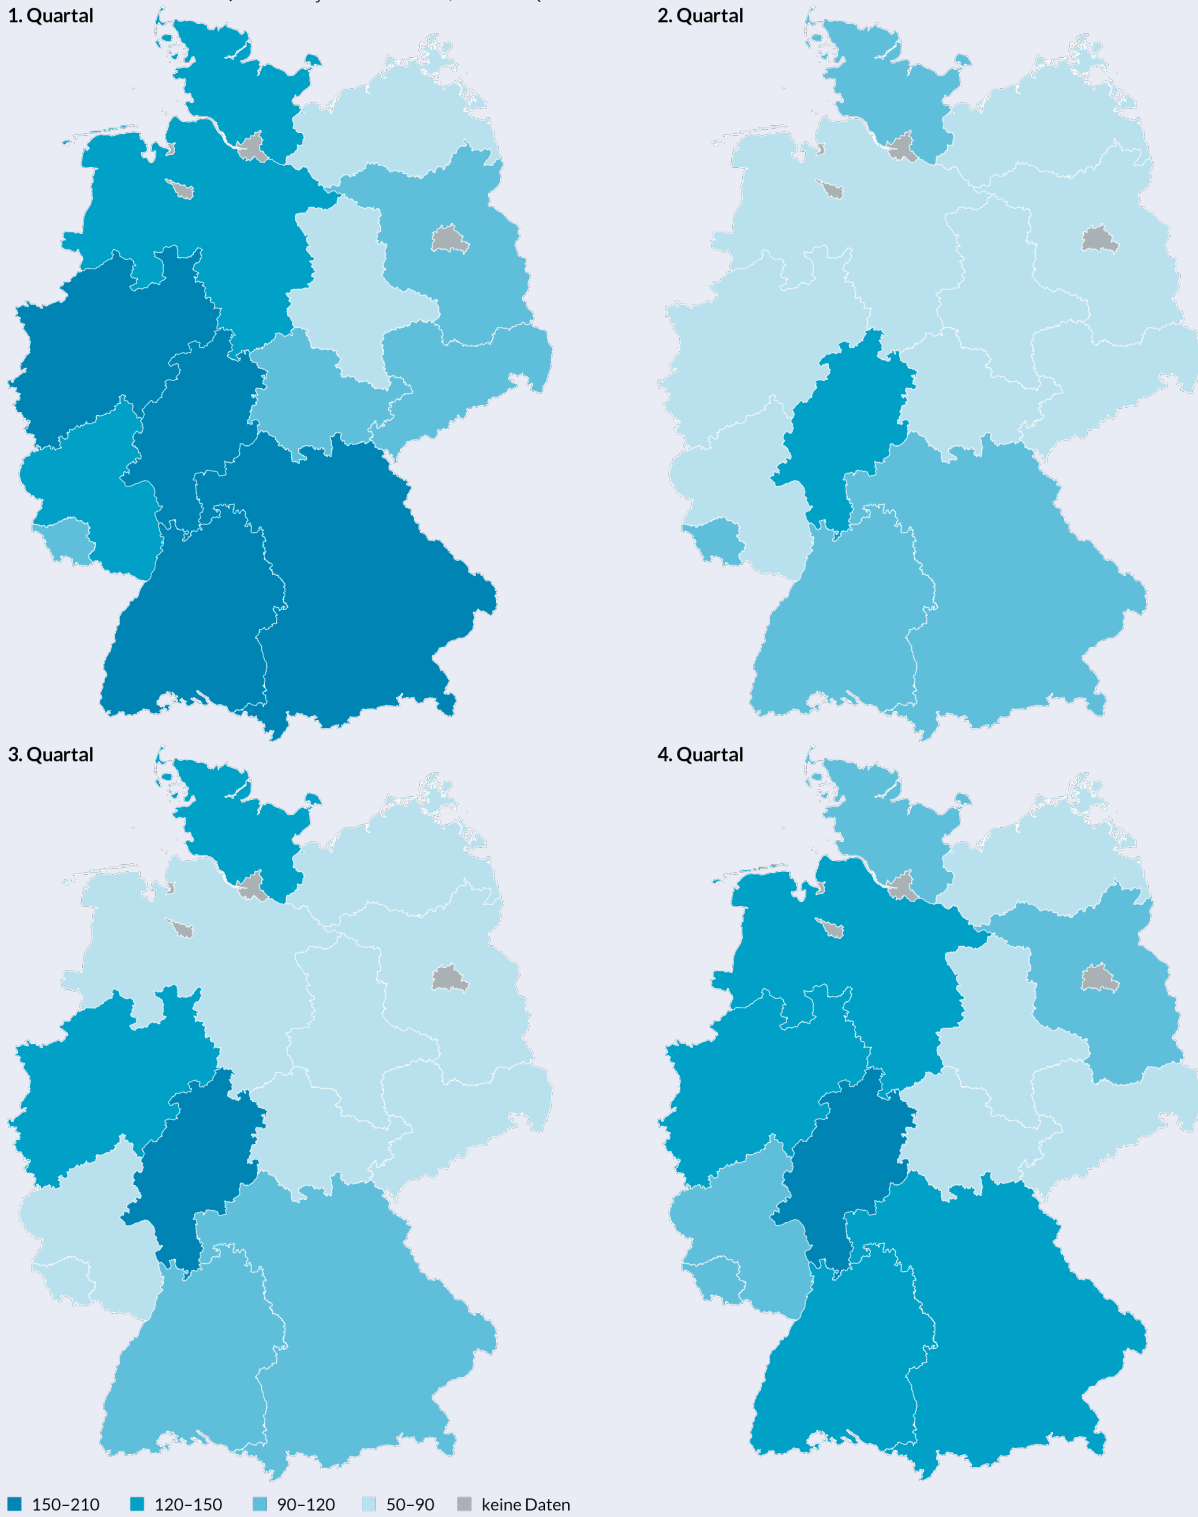 1. Quartal
2. Quartal
3. Quartal
4. Quartal
150–210
120–150
90–120
50–90
keine Daten